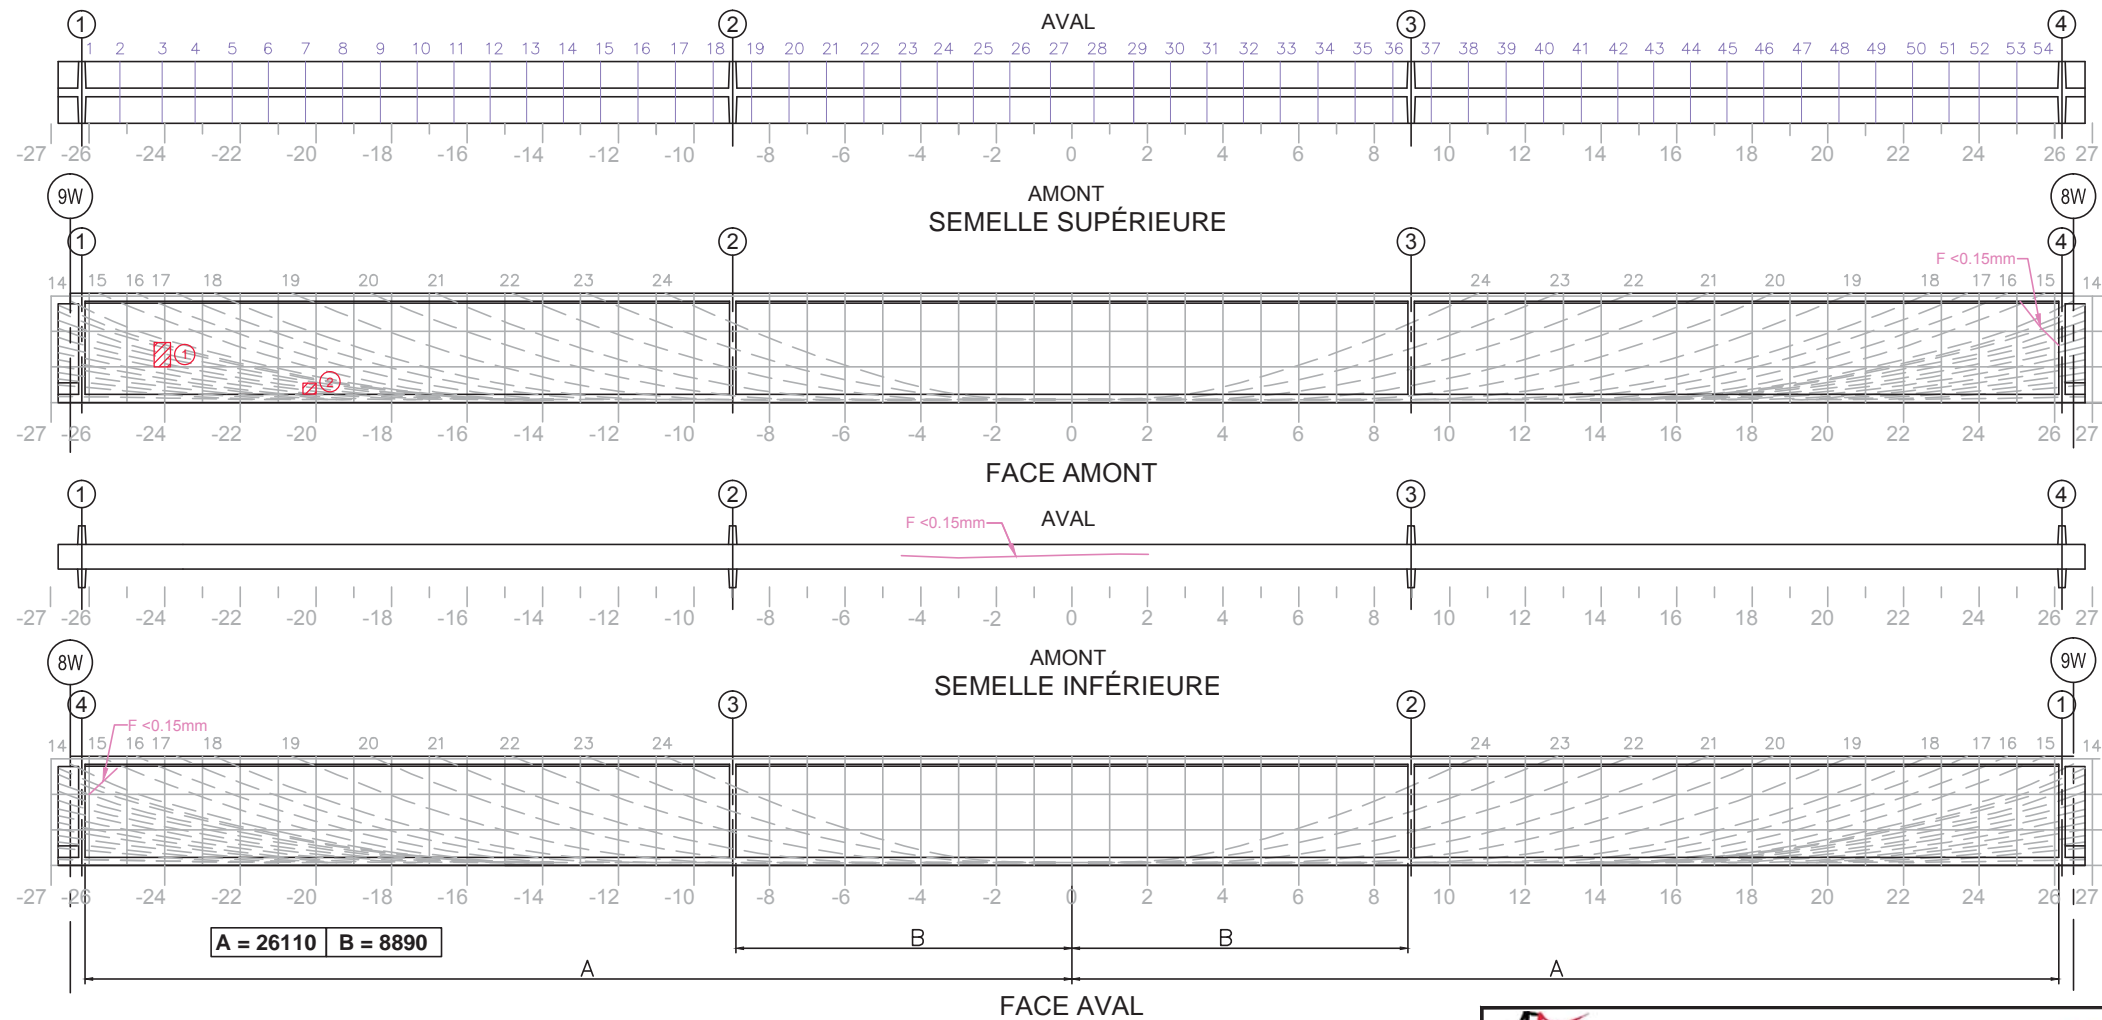 1 2 AVAL 3 4
1 2 3 4 5 6 7 8 9 10 11 12 13 14 15 16 17 18 19 20 21 22 23 24 25 26 27 28 29 30 31 32 33 34 35 36 37 38 39 40 41 42 43 44 45 46 47 48 49 50 51 52 53 54
-27 -26 -24 -22 -20 -18 -16 -14 -12 -10 -8 -6 -4 -2 0 2 4 6 8 10 12 14 16 18 20 22 24 26 27
9W AMONT 8W
SEMELLE SUPÉRIEURE
1 2 3 4
F <0.15mm
14 15 16 17 18 19 20 21 22 23 24 24 23 22 21 20 19 18 17 16 15 14
1
2
-27 -26 -24 -22 -20 -18 -16 -14 -12 -10 -8 -6 -4 -2 0 2 4 6 8 10 12 14 16 18 20 22 24 26 27
FACE AMONT
1 2 3 4
F <0.15mm AVAL
-27 -26 -24 -22 -20 -18 -16 -14 -12 -10 -8 -6 -4 -2 0 2 4 6 8 10 12 14 16 18 20 22 24 26 27
8W AMONT 9W
SEMELLE INFÉRIEURE
4 3 2 1
F <0.15mm
14 15 16 17 18 19 20 21 22 23 24 24 23 22 21 20 19 18 17 16 15 14
-27 -26 -24 -22 -20 -18 -16 -14 -12 -10 -8 -6 -4 -2 0 2 4 6 8 10 12 14 16 18 20 22 24 26 27
A = 26110 B = 8890
B B
A A
FACE AVAL